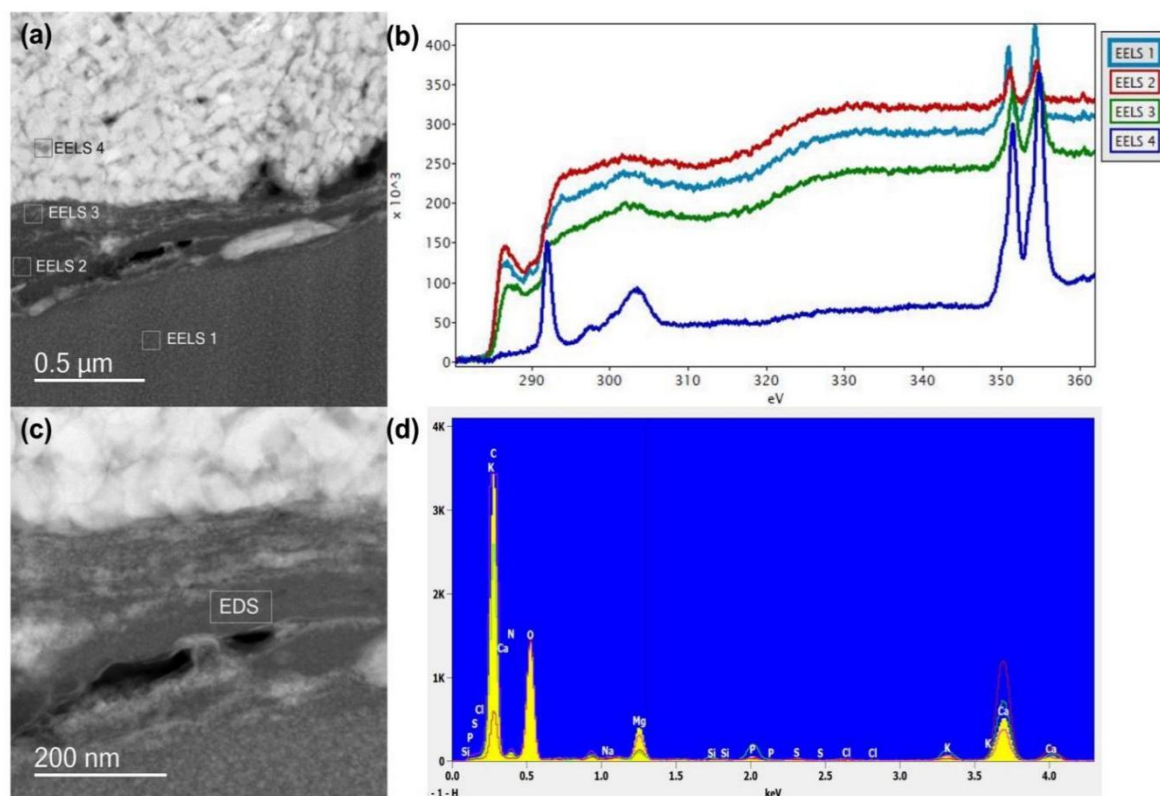 (a)
EELS 4
EELS 3
EELS 2
EELS 1
0.5 µm
(b)
400
350
300
250
200
150
100
50
0
x 10^3
290
300
310
320
330
340
350
360
eV
EELS 1
EELS 2
EELS 3
EELS 4
(c)
EDS
200 nm
(d)
4K
3K
2K
1K
0
C
K
N
Ca
O
Cl
S
P
Si
Na
Mg
Si
Si
P
P
S
S
Cl
Cl
K
K
Ca
Ca
0.0
0.5
1.0
1.5
2.0
2.5
3.0
3.5
4.0
keV
- 1 - H